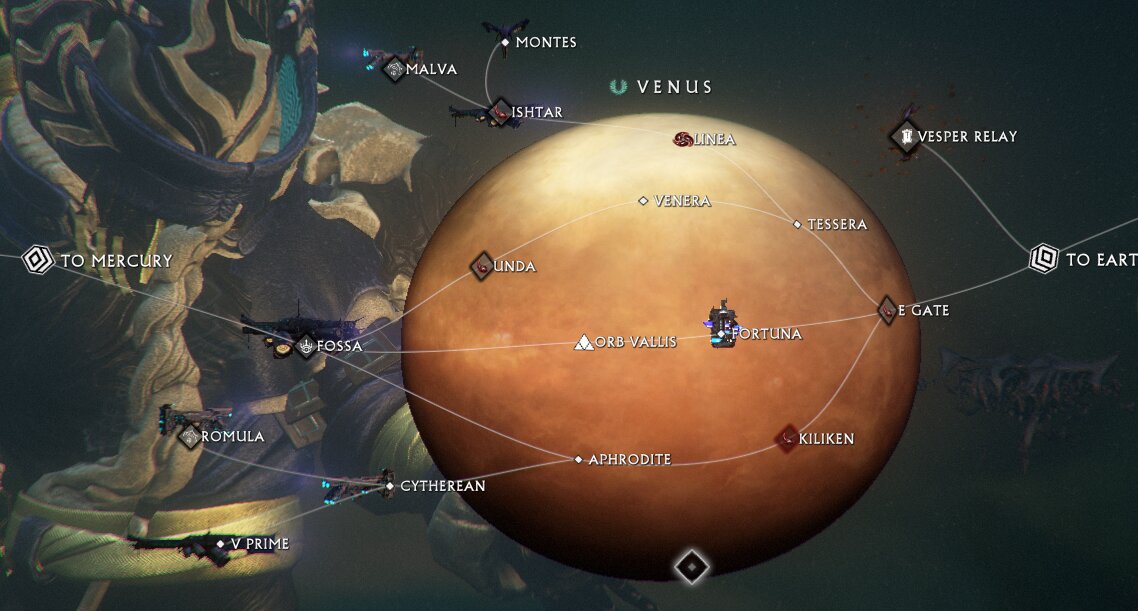 MONTES
MALVA
VENUS
ISHTAR
VESPER RELAY
LINEA
VENERA
TESSERA
TO MERCURY
TO EART
UNDA
E GATE
FORTUNA
ORB VALLIS
FOSSA
ROMULA
KILIKEN
APHRODITE
CYTHEREAN
V PRIME